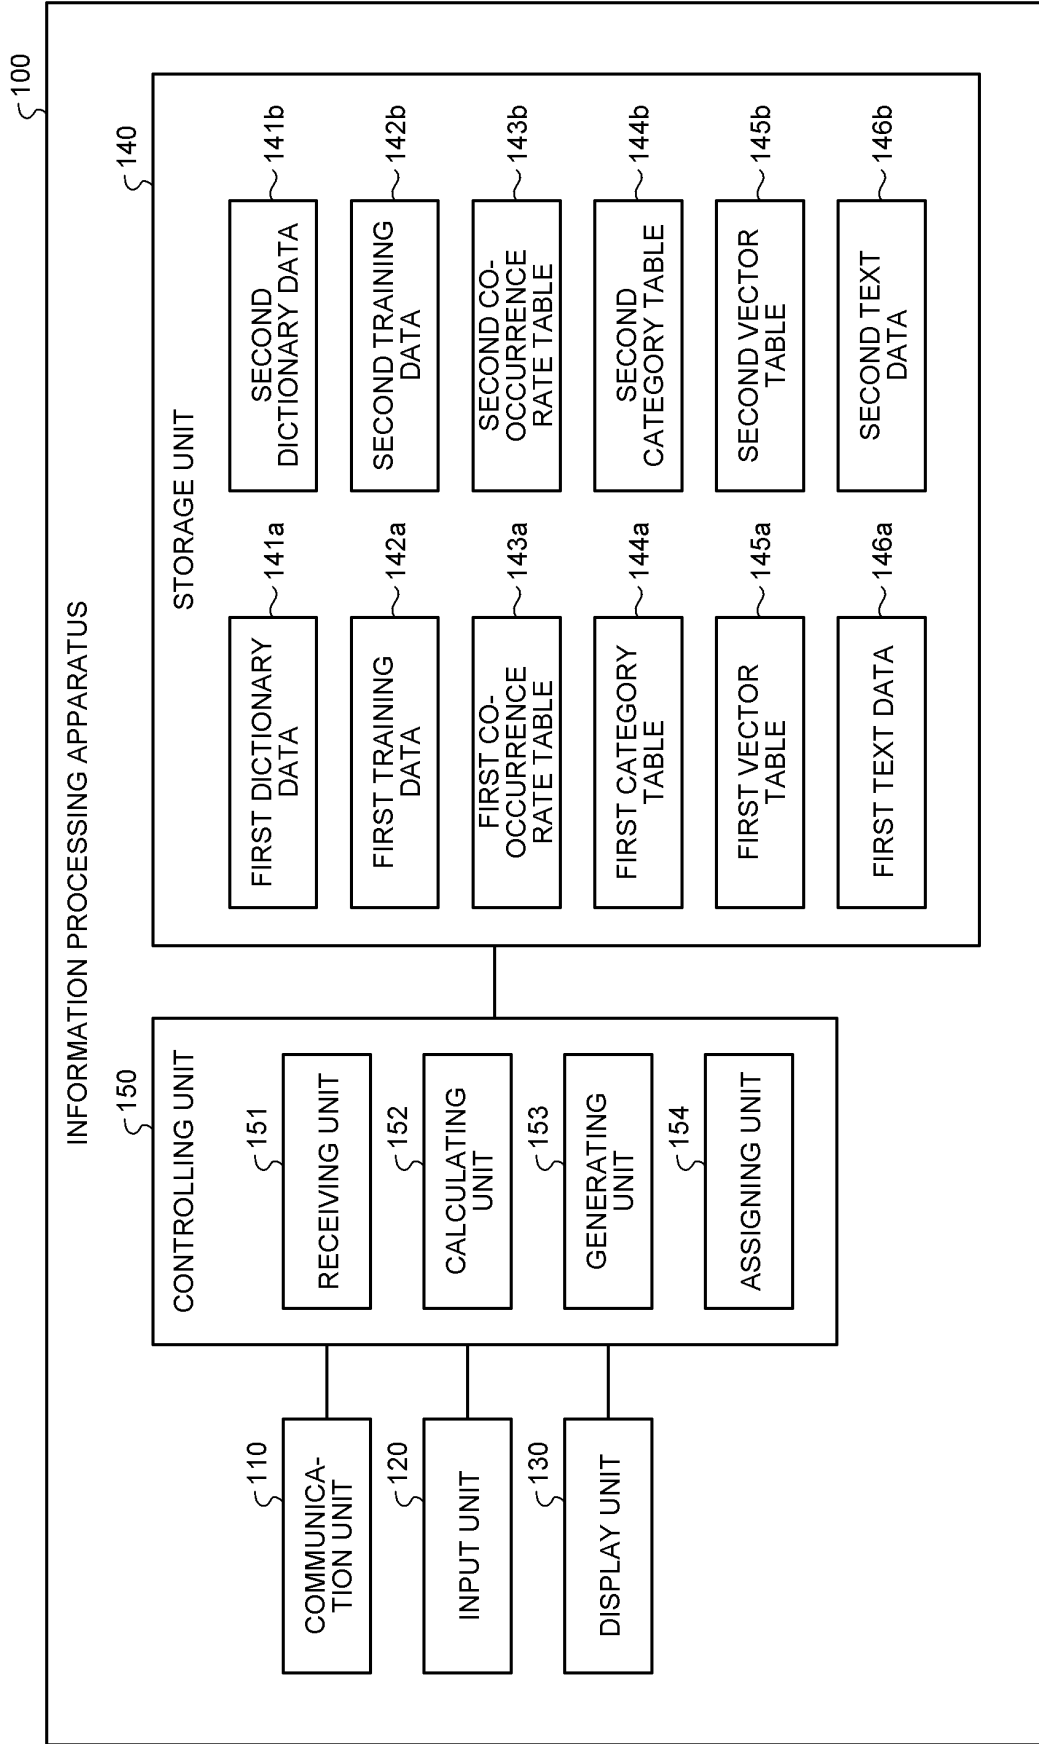 100
INFORMATION PROCESSING APPARATUS
110
COMMUNICA-
TION UNIT
120
INPUT UNIT
130
DISPLAY UNIT
150
CONTROLLING UNIT
151
RECEIVING UNIT
152
CALCULATING
UNIT
153
GENERATING
UNIT
154
ASSIGNING UNIT
140
STORAGE UNIT
FIRST DICTIONARY
DATA
141a
SECOND
DICTIONARY DATA
141b
FIRST TRAINING
DATA
142a
SECOND TRAINING
DATA
142b
FIRST CO-
OCCURRENCE
RATE TABLE
143a
SECOND CO-
OCCURRENCE
RATE TABLE
143b
FIRST CATEGORY
TABLE
144a
SECOND
CATEGORY TABLE
144b
FIRST VECTOR
TABLE
145a
SECOND VECTOR
TABLE
145b
FIRST TEXT DATA
146a
SECOND TEXT
DATA
146b